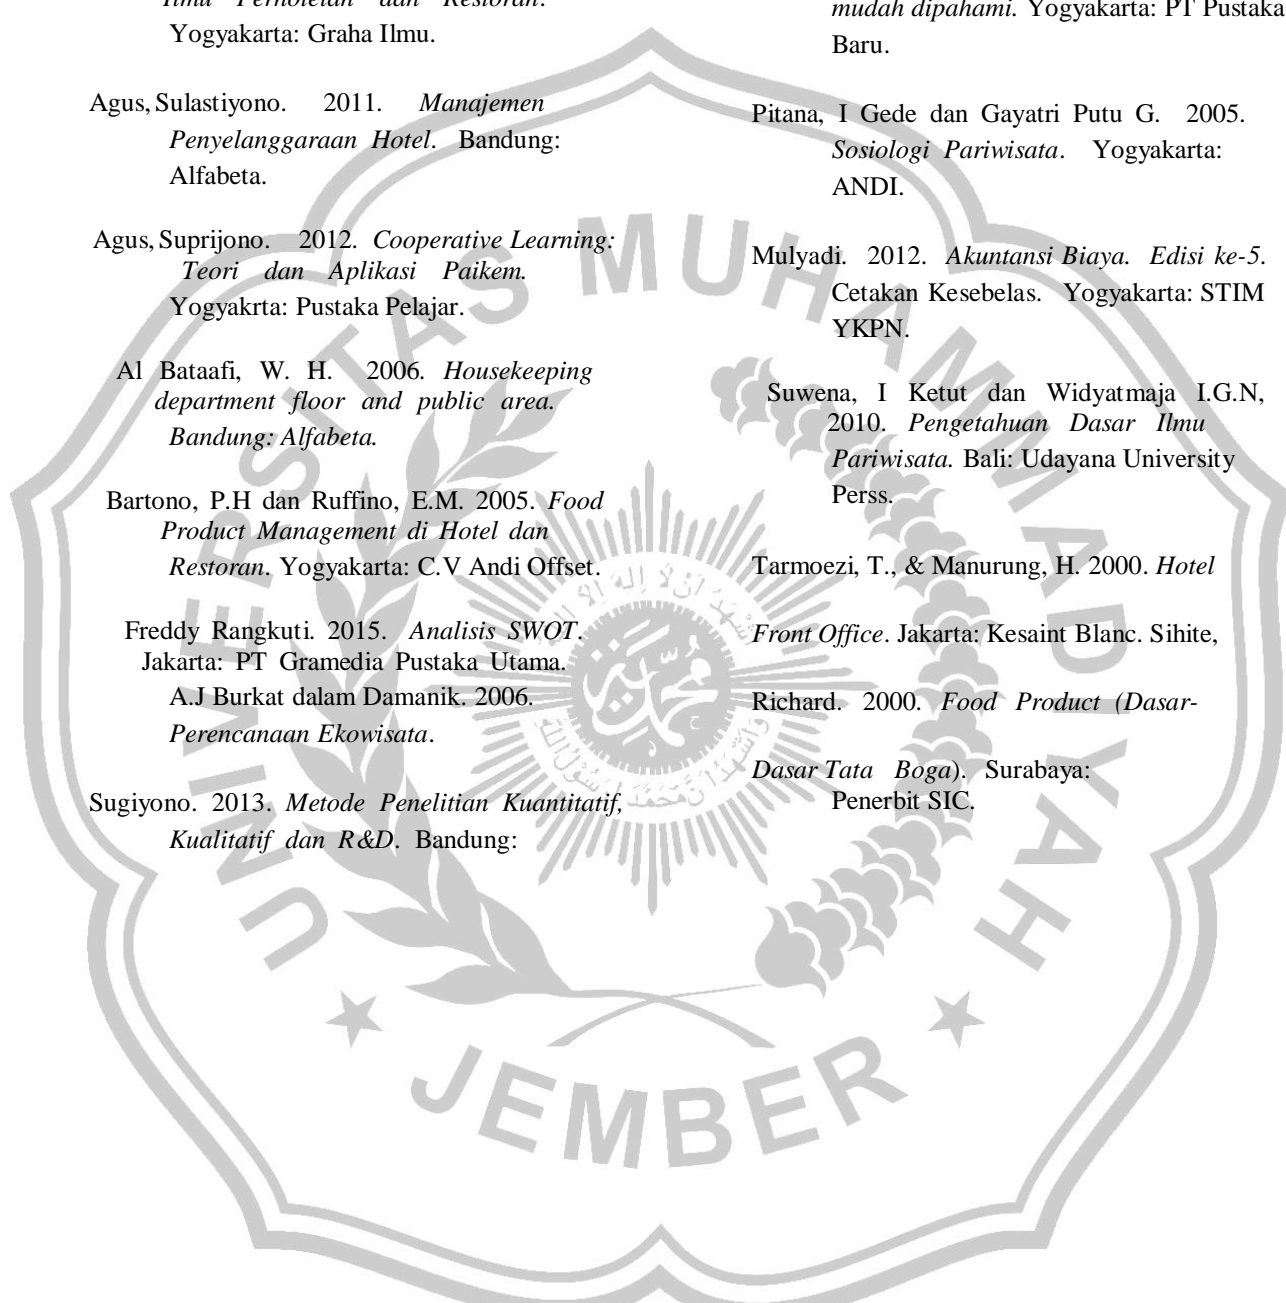 Ilmu Perhotelan dan Restoran.
Yogyakarta: Graha Ilmu.
Agus, Sulastiyono. 2011. Manajemen
Penyelanggaraan Hotel. Bandung:
Alfabeta.
Agus, Suprijono. 2012. Cooperative Learning:
Teori dan Aplikasi Paikem.
Yogyakrta: Pustaka Pelajar.
Al Bataafi, W. H. 2006. Housekeeping
department floor and public area.
Bandung: Alfabeta.
Bartono, P.H dan Ruffino, E.M. 2005. Food
Product Management di Hotel dan
Restoran. Yogyakarta: C.V Andi Offset.
Freddy Rangkuti. 2015. Analisis SWOT.
Jakarta: PT Gramedia Pustaka Utama.
A.J Burkat dalam Damanik. 2006.
Perencanaan Ekowisata.
Sugiyono. 2013. Metode Penelitian Kuantitatif,
Kualitatif dan R&D. Bandung:
mudah dipahami. Yogyakarta: PT Pustaka
Baru.
Pitana, I Gede dan Gayatri Putu G. 2005.
Sosiologi Pariwisata. Yogyakarta:
ANDI.
Mulyadi. 2012. Akuntansi Biaya. Edisi ke-5.
Cetakan Kesebelas. Yogyakarta: STIM
YKPN.
Suwena, I Ketut dan Widyatmaja I.G.N,
2010. Pengetahuan Dasar Ilmu
Pariwisata. Bali: Udayana University
Perss.
Tarmoezi, T., & Manurung, H. 2000. Hotel
Front Office. Jakarta: Kesaint Blanc. Sihite,
Richard. 2000. Food Product (Dasar-
Dasar Tata Boga). Surabaya:
Penerbit SIC.
UNIVERSITAS MUHAMMADIYAH
JEMBER